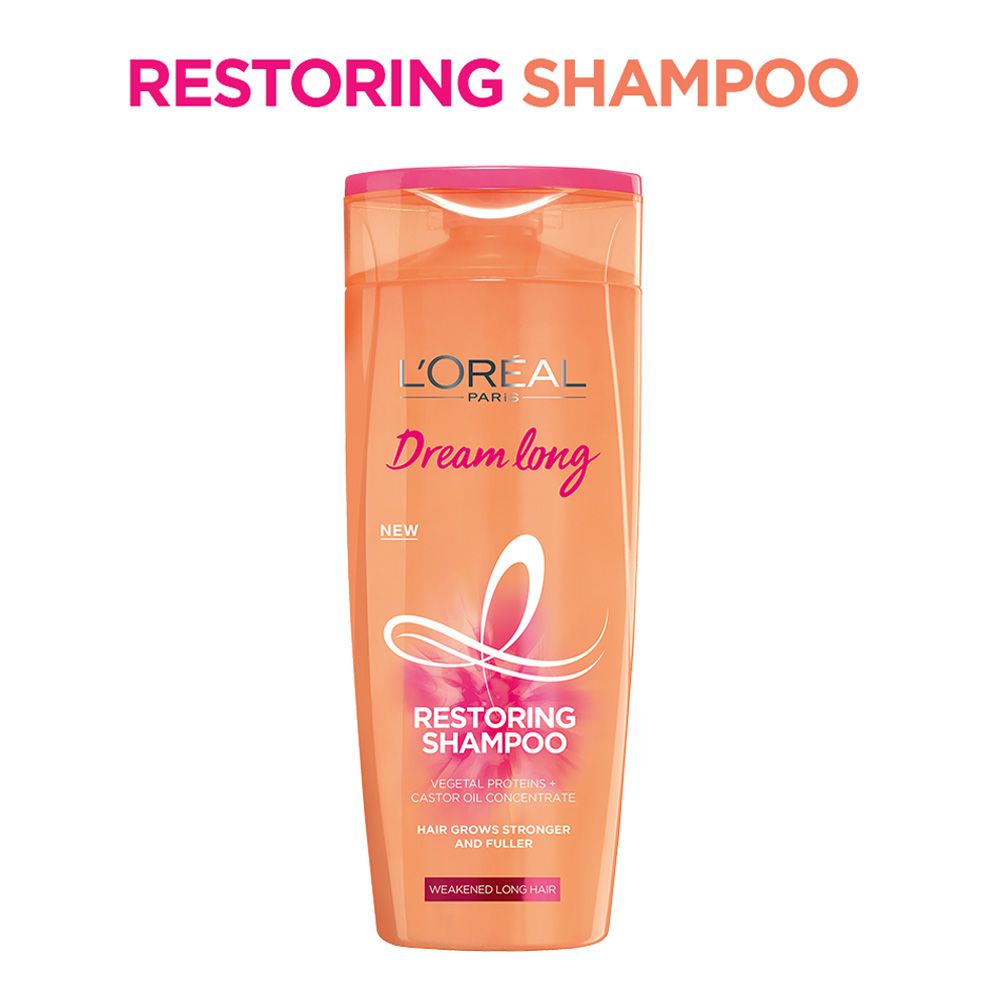 RESTORING SHAMPOO
L'ORÉAL
PARIS
Dream long
NEW
RESTORING
SHAMPOO
VEGETAL PROTEINS +
CASTOR OIL CONCENTRATE
HAIR GROWS STRONGER
AND FULLER
WEAKENED LONG HAIR